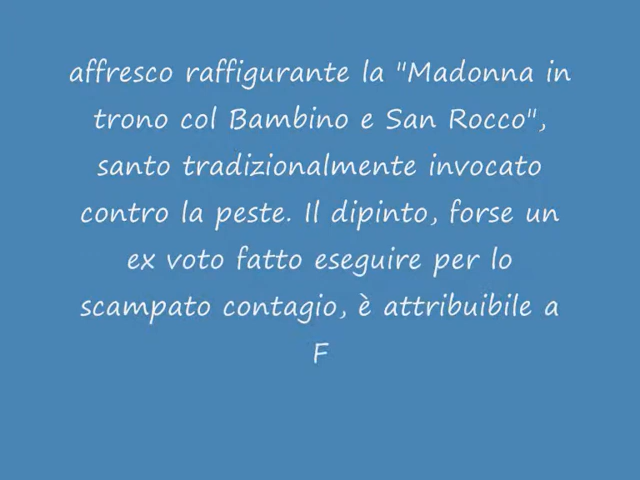 affresco raffigurante la "Madonna in
trono col Bambino e San Rocco",
santo tradizionalmente invocato
contro la peste. Il dipinto, forse un
ex voto fatto eseguire per lo
scampato contagio, è attribuibile a
F